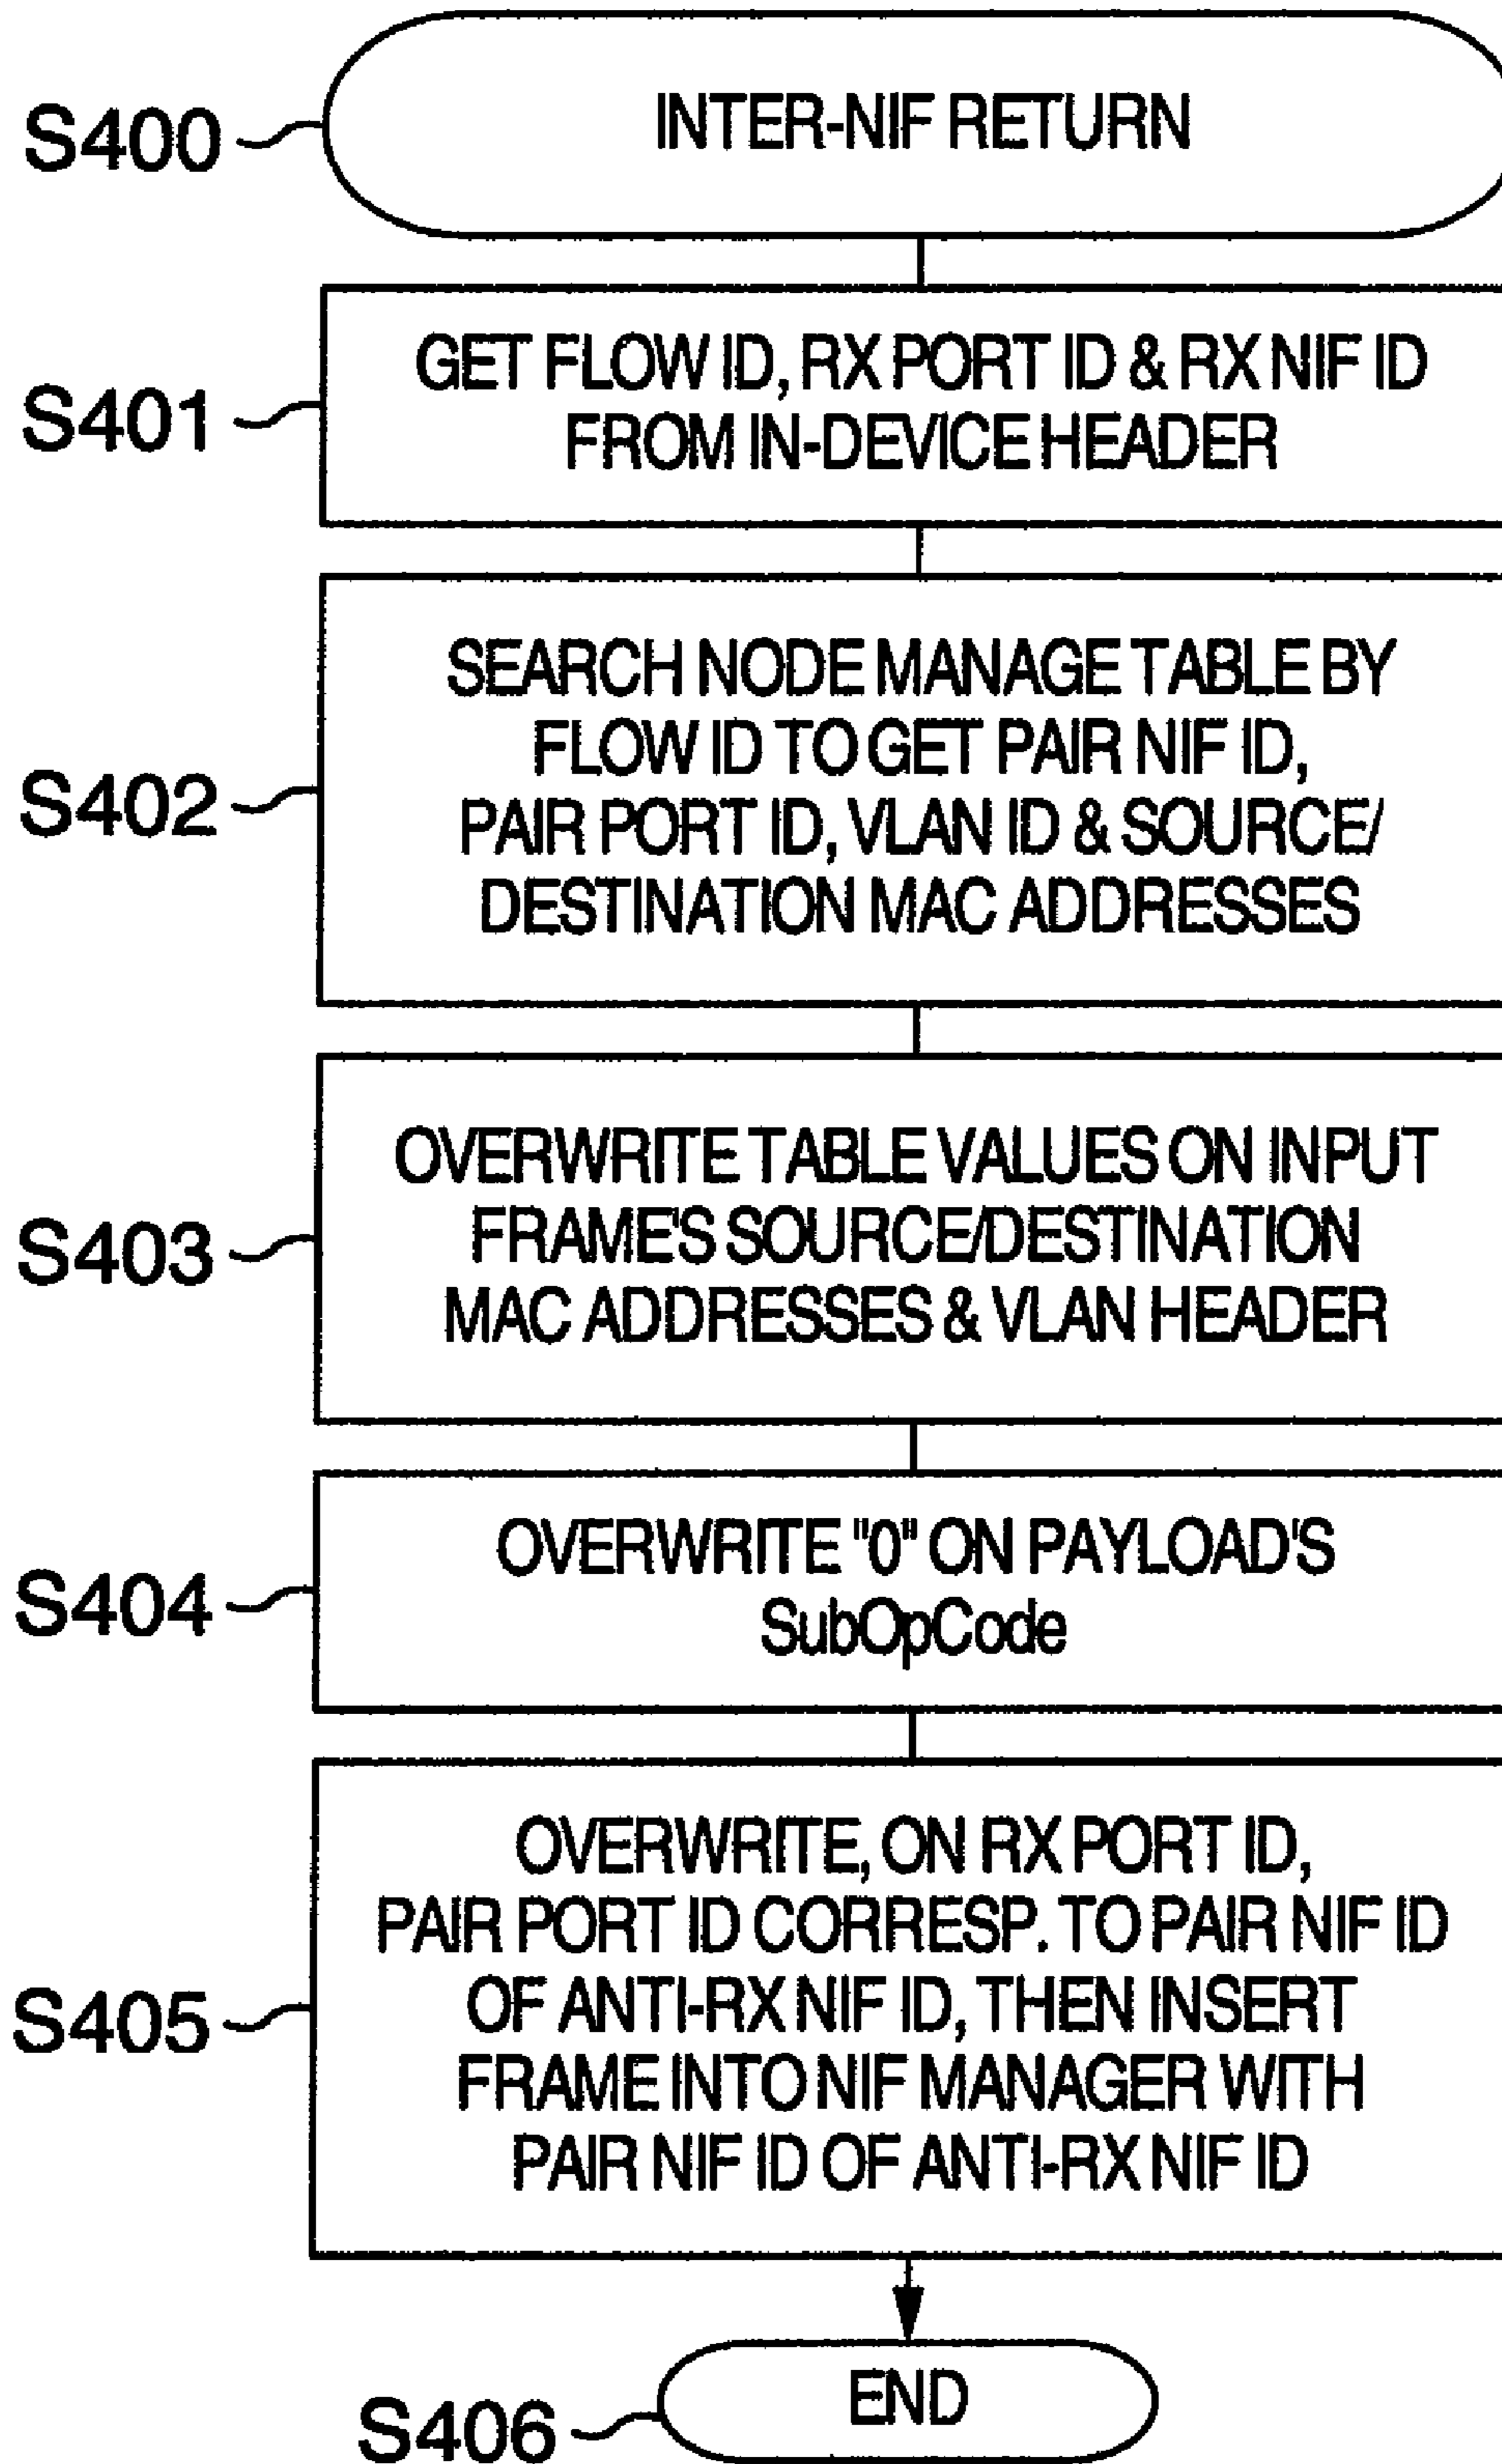 S400
INTER-NIF RETURN
S401
GET FLOW ID, RX PORT ID & RX NIF ID
FROM IN-DEVICE HEADER
S402
SEARCH NODE MANAGE TABLE BY
FLOW ID TO GET PAIR NIF ID,
PAIR PORT ID, VLAN ID & SOURCE/
DESTINATION MAC ADDRESSES
S403
OVERWRITE TABLE VALUES ON INPUT
FRAME'S SOURCE/DESTINATION
MAC ADDRESSES & VLAN HEADER
S404
OVERWRITE "0" ON PAYLOAD'S
SubOpCode
S405
OVERWRITE, ON RX PORT ID,
PAIR PORT ID CORRESP. TO PAIR NIF ID
OF ANTI-RX NIF ID, THEN INSERT
FRAME INTO NIF MANAGER WITH
PAIR NIF ID OF ANTI-RX NIF ID
S406
END